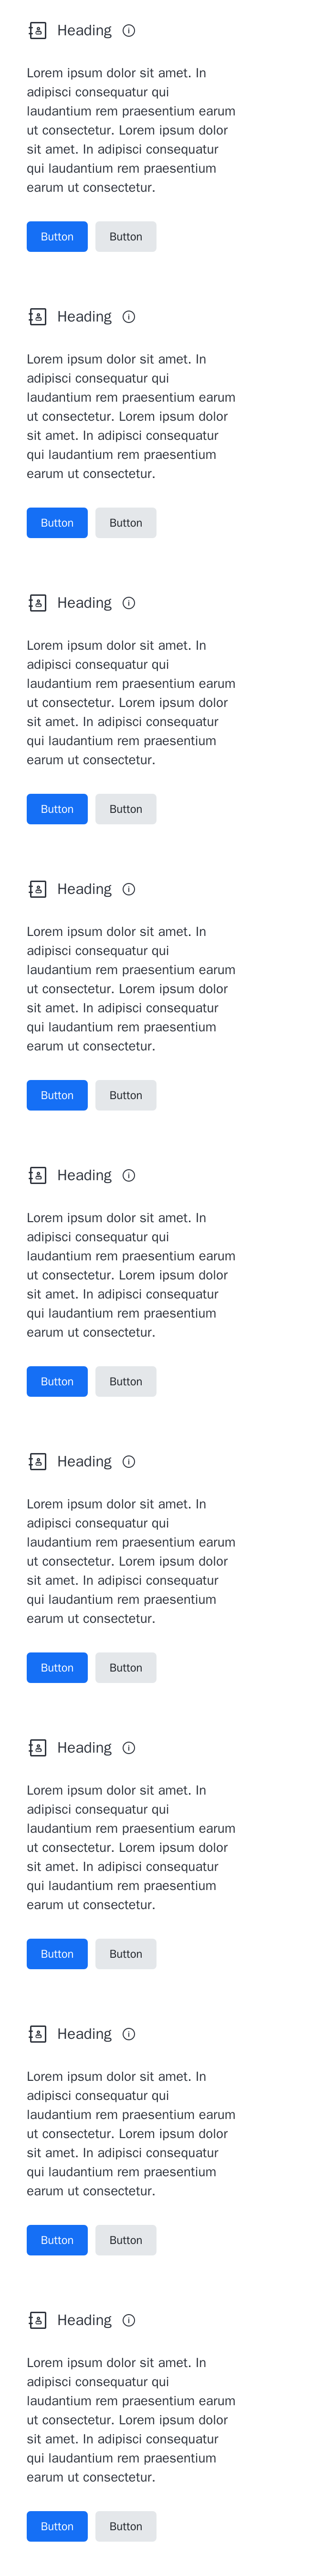 Heading
Lorem ipsum dolor sit amet. In
adipisci consequatur qui
laudantium rem praesentium earum
ut consectetur. Lorem ipsum dolor
sit amet. In adipisci consequatur
qui laudantium rem praesentium
earum ut consectetur.
Button Button
Heading
Lorem ipsum dolor sit amet. In
adipisci consequatur qui
laudantium rem praesentium earum
ut consectetur. Lorem ipsum dolor
sit amet. In adipisci consequatur
qui laudantium rem praesentium
earum ut consectetur.
Button Button
Heading
Lorem ipsum dolor sit amet. In
adipisci consequatur qui
laudantium rem praesentium earum
ut consectetur. Lorem ipsum dolor
sit amet. In adipisci consequatur
qui laudantium rem praesentium
earum ut consectetur.
Button Button
Heading
Lorem ipsum dolor sit amet. In
adipisci consequatur qui
laudantium rem praesentium earum
ut consectetur. Lorem ipsum dolor
sit amet. In adipisci consequatur
qui laudantium rem praesentium
earum ut consectetur.
Button Button
Heading
Lorem ipsum dolor sit amet. In
adipisci consequatur qui
laudantium rem praesentium earum
ut consectetur. Lorem ipsum dolor
sit amet. In adipisci consequatur
qui laudantium rem praesentium
earum ut consectetur.
Button Button
Heading
Lorem ipsum dolor sit amet. In
adipisci consequatur qui
laudantium rem praesentium earum
ut consectetur. Lorem ipsum dolor
sit amet. In adipisci consequatur
qui laudantium rem praesentium
earum ut consectetur.
Button Button
Heading
Lorem ipsum dolor sit amet. In
adipisci consequatur qui
laudantium rem praesentium earum
ut consectetur. Lorem ipsum dolor
sit amet. In adipisci consequatur
qui laudantium rem praesentium
earum ut consectetur.
Button Button
Heading
Lorem ipsum dolor sit amet. In
adipisci consequatur qui
laudantium rem praesentium earum
ut consectetur. Lorem ipsum dolor
sit amet. In adipisci consequatur
qui laudantium rem praesentium
earum ut consectetur.
Button Button
Heading
Lorem ipsum dolor sit amet. In
adipisci consequatur qui
laudantium rem praesentium earum
ut consectetur. Lorem ipsum dolor
sit amet. In adipisci consequatur
qui laudantium rem praesentium
earum ut consectetur.
Button Button